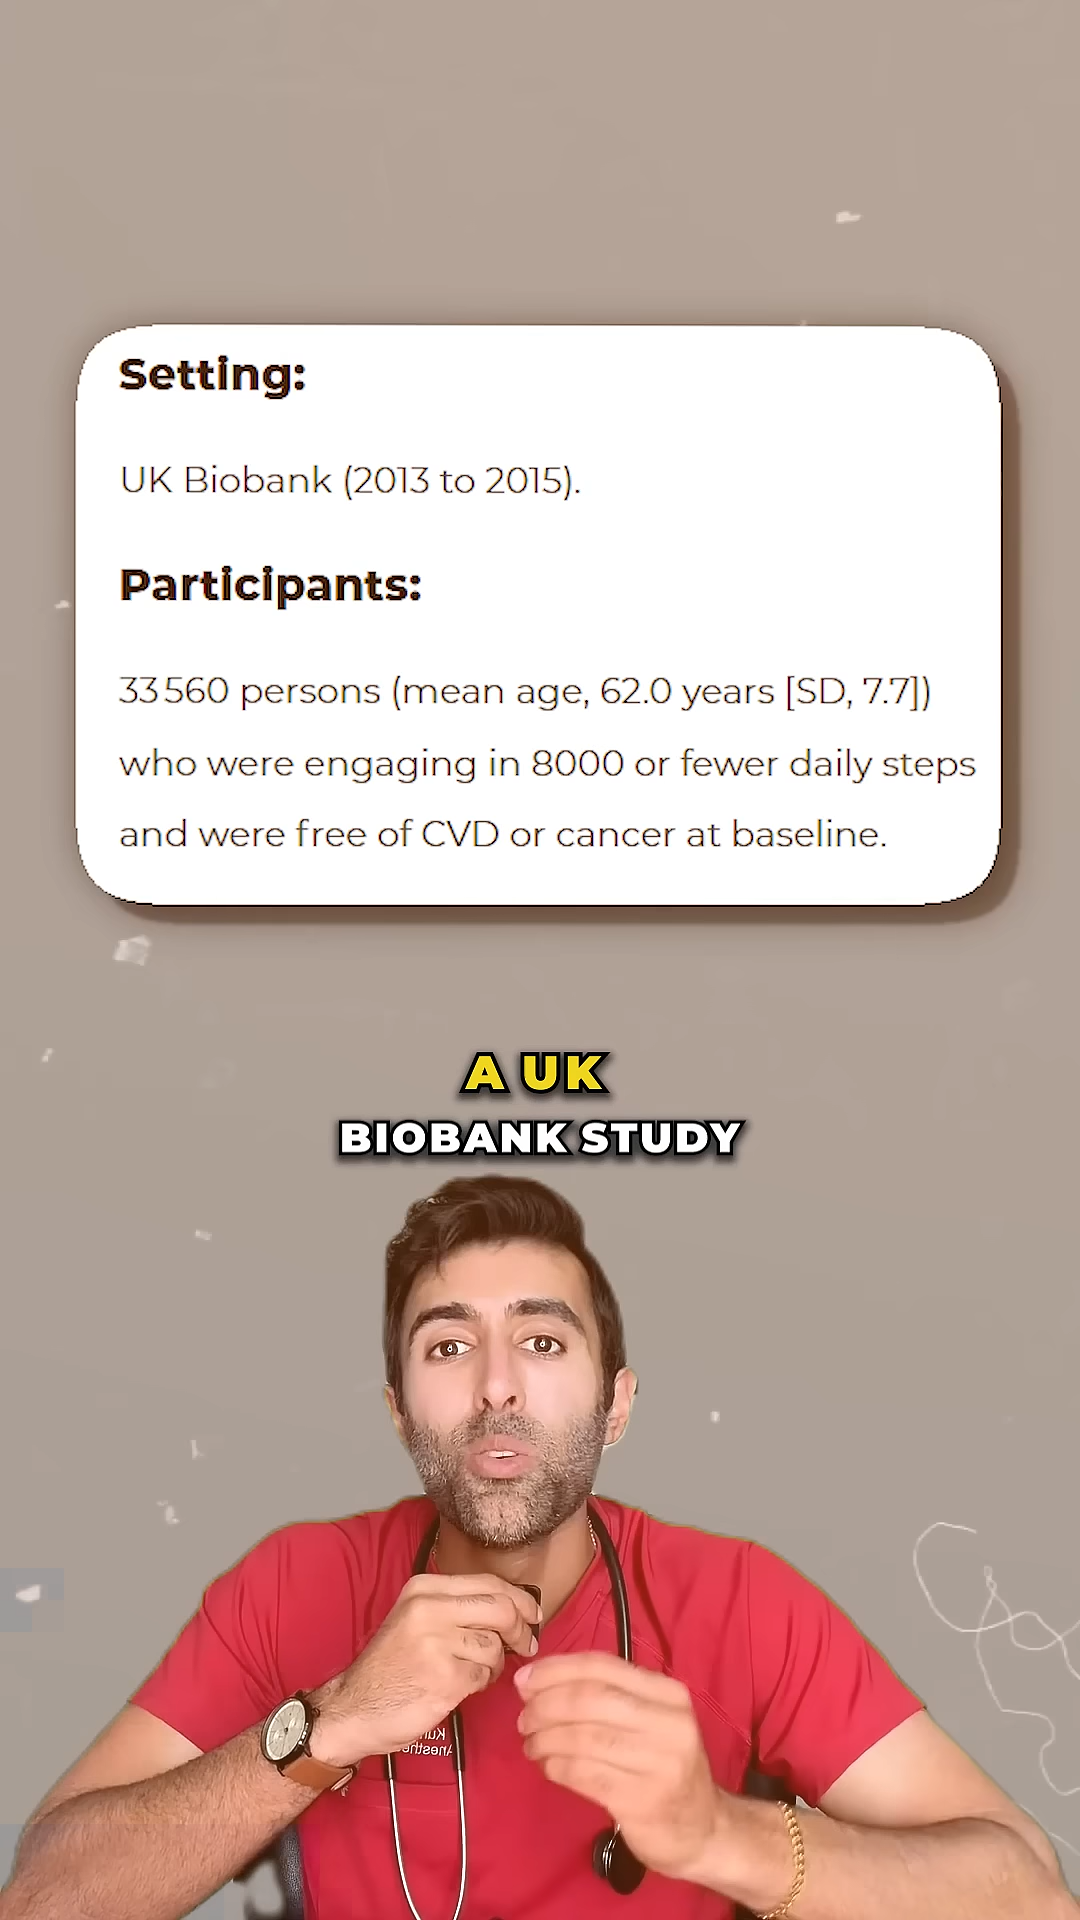 Setting:
UK Biobank (2013 to 2015).
Participants:
33 560 persons (mean age, 62.0 years [SD, 7.7])
who were engaging in 8000 or fewer daily steps
and were free of CVD or cancer at baseline.
A UK
BIOBANK STUDY